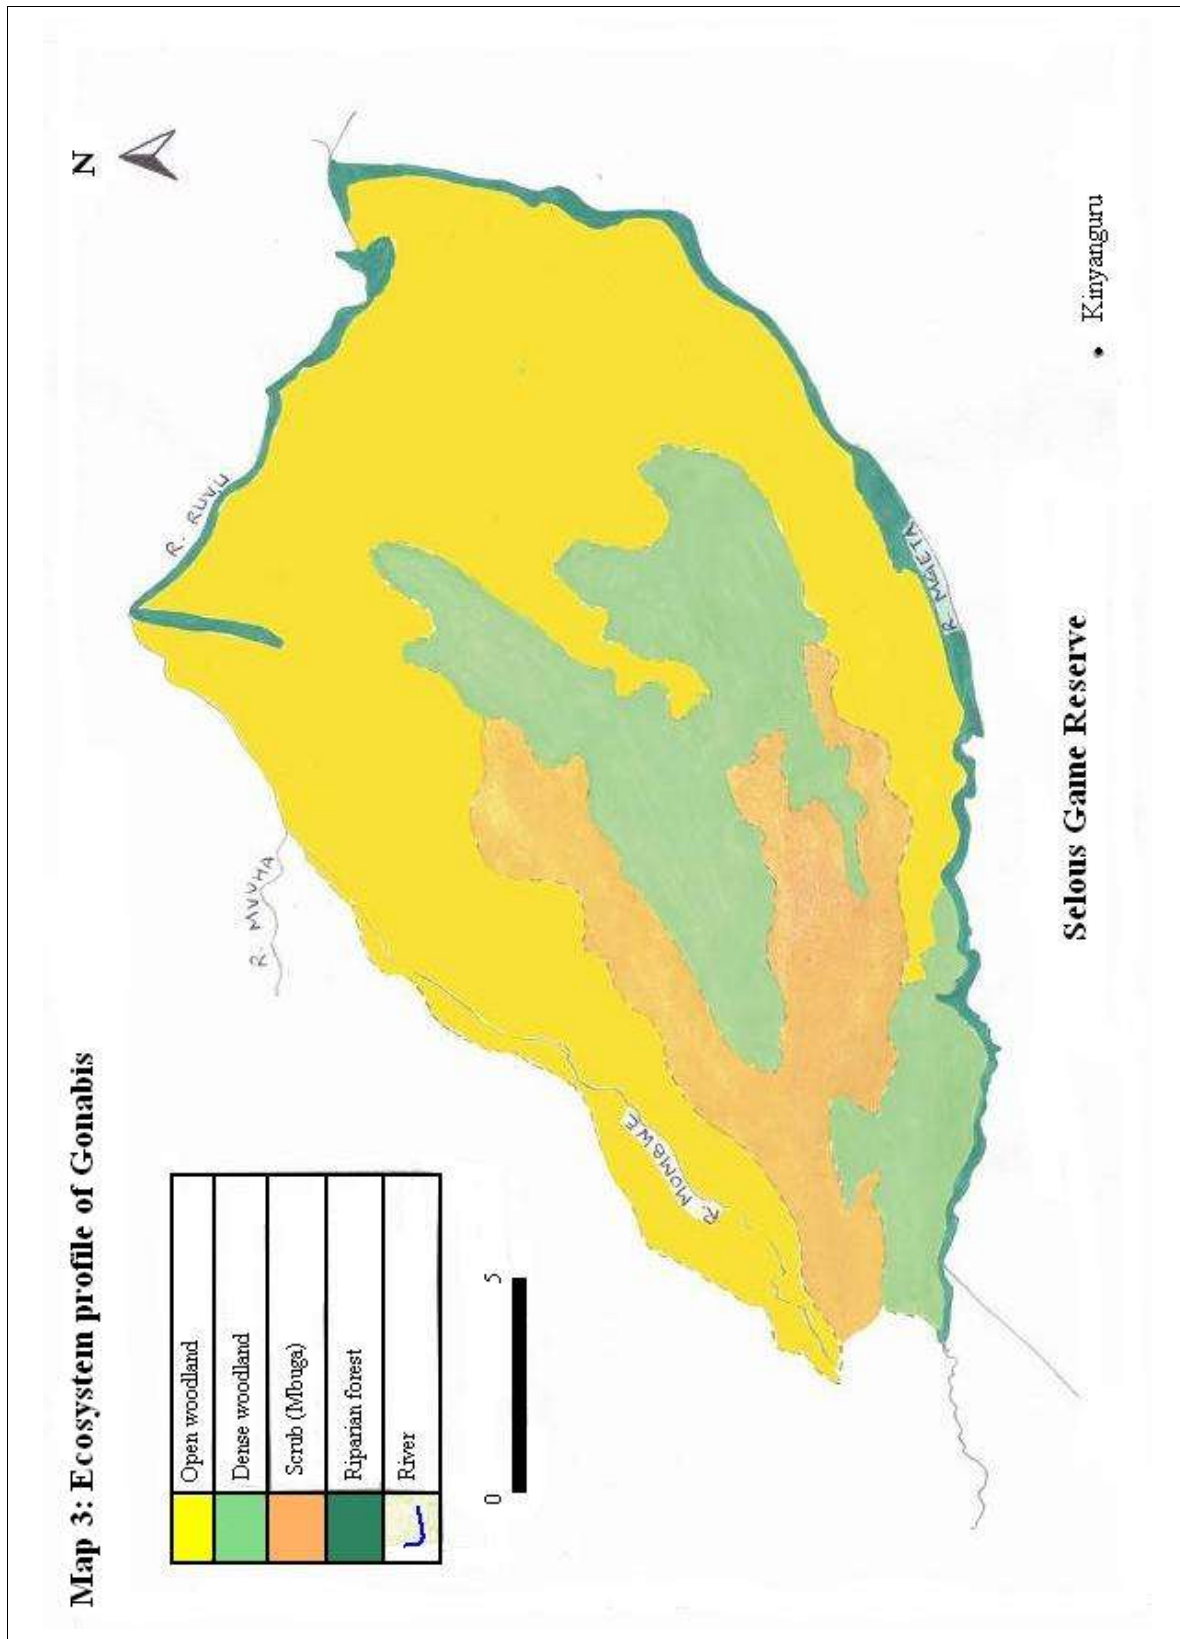 Map 3: Ecosystem profile of Gonabis
N
Open woodland
Dense woodland
Scrub (Mbuga)
Riparian forest
River
0 5
R. RUVU
R. MVUHA
R. MOMBWE
R. MGETA
Selous Game Reserve
• Kinyanguru